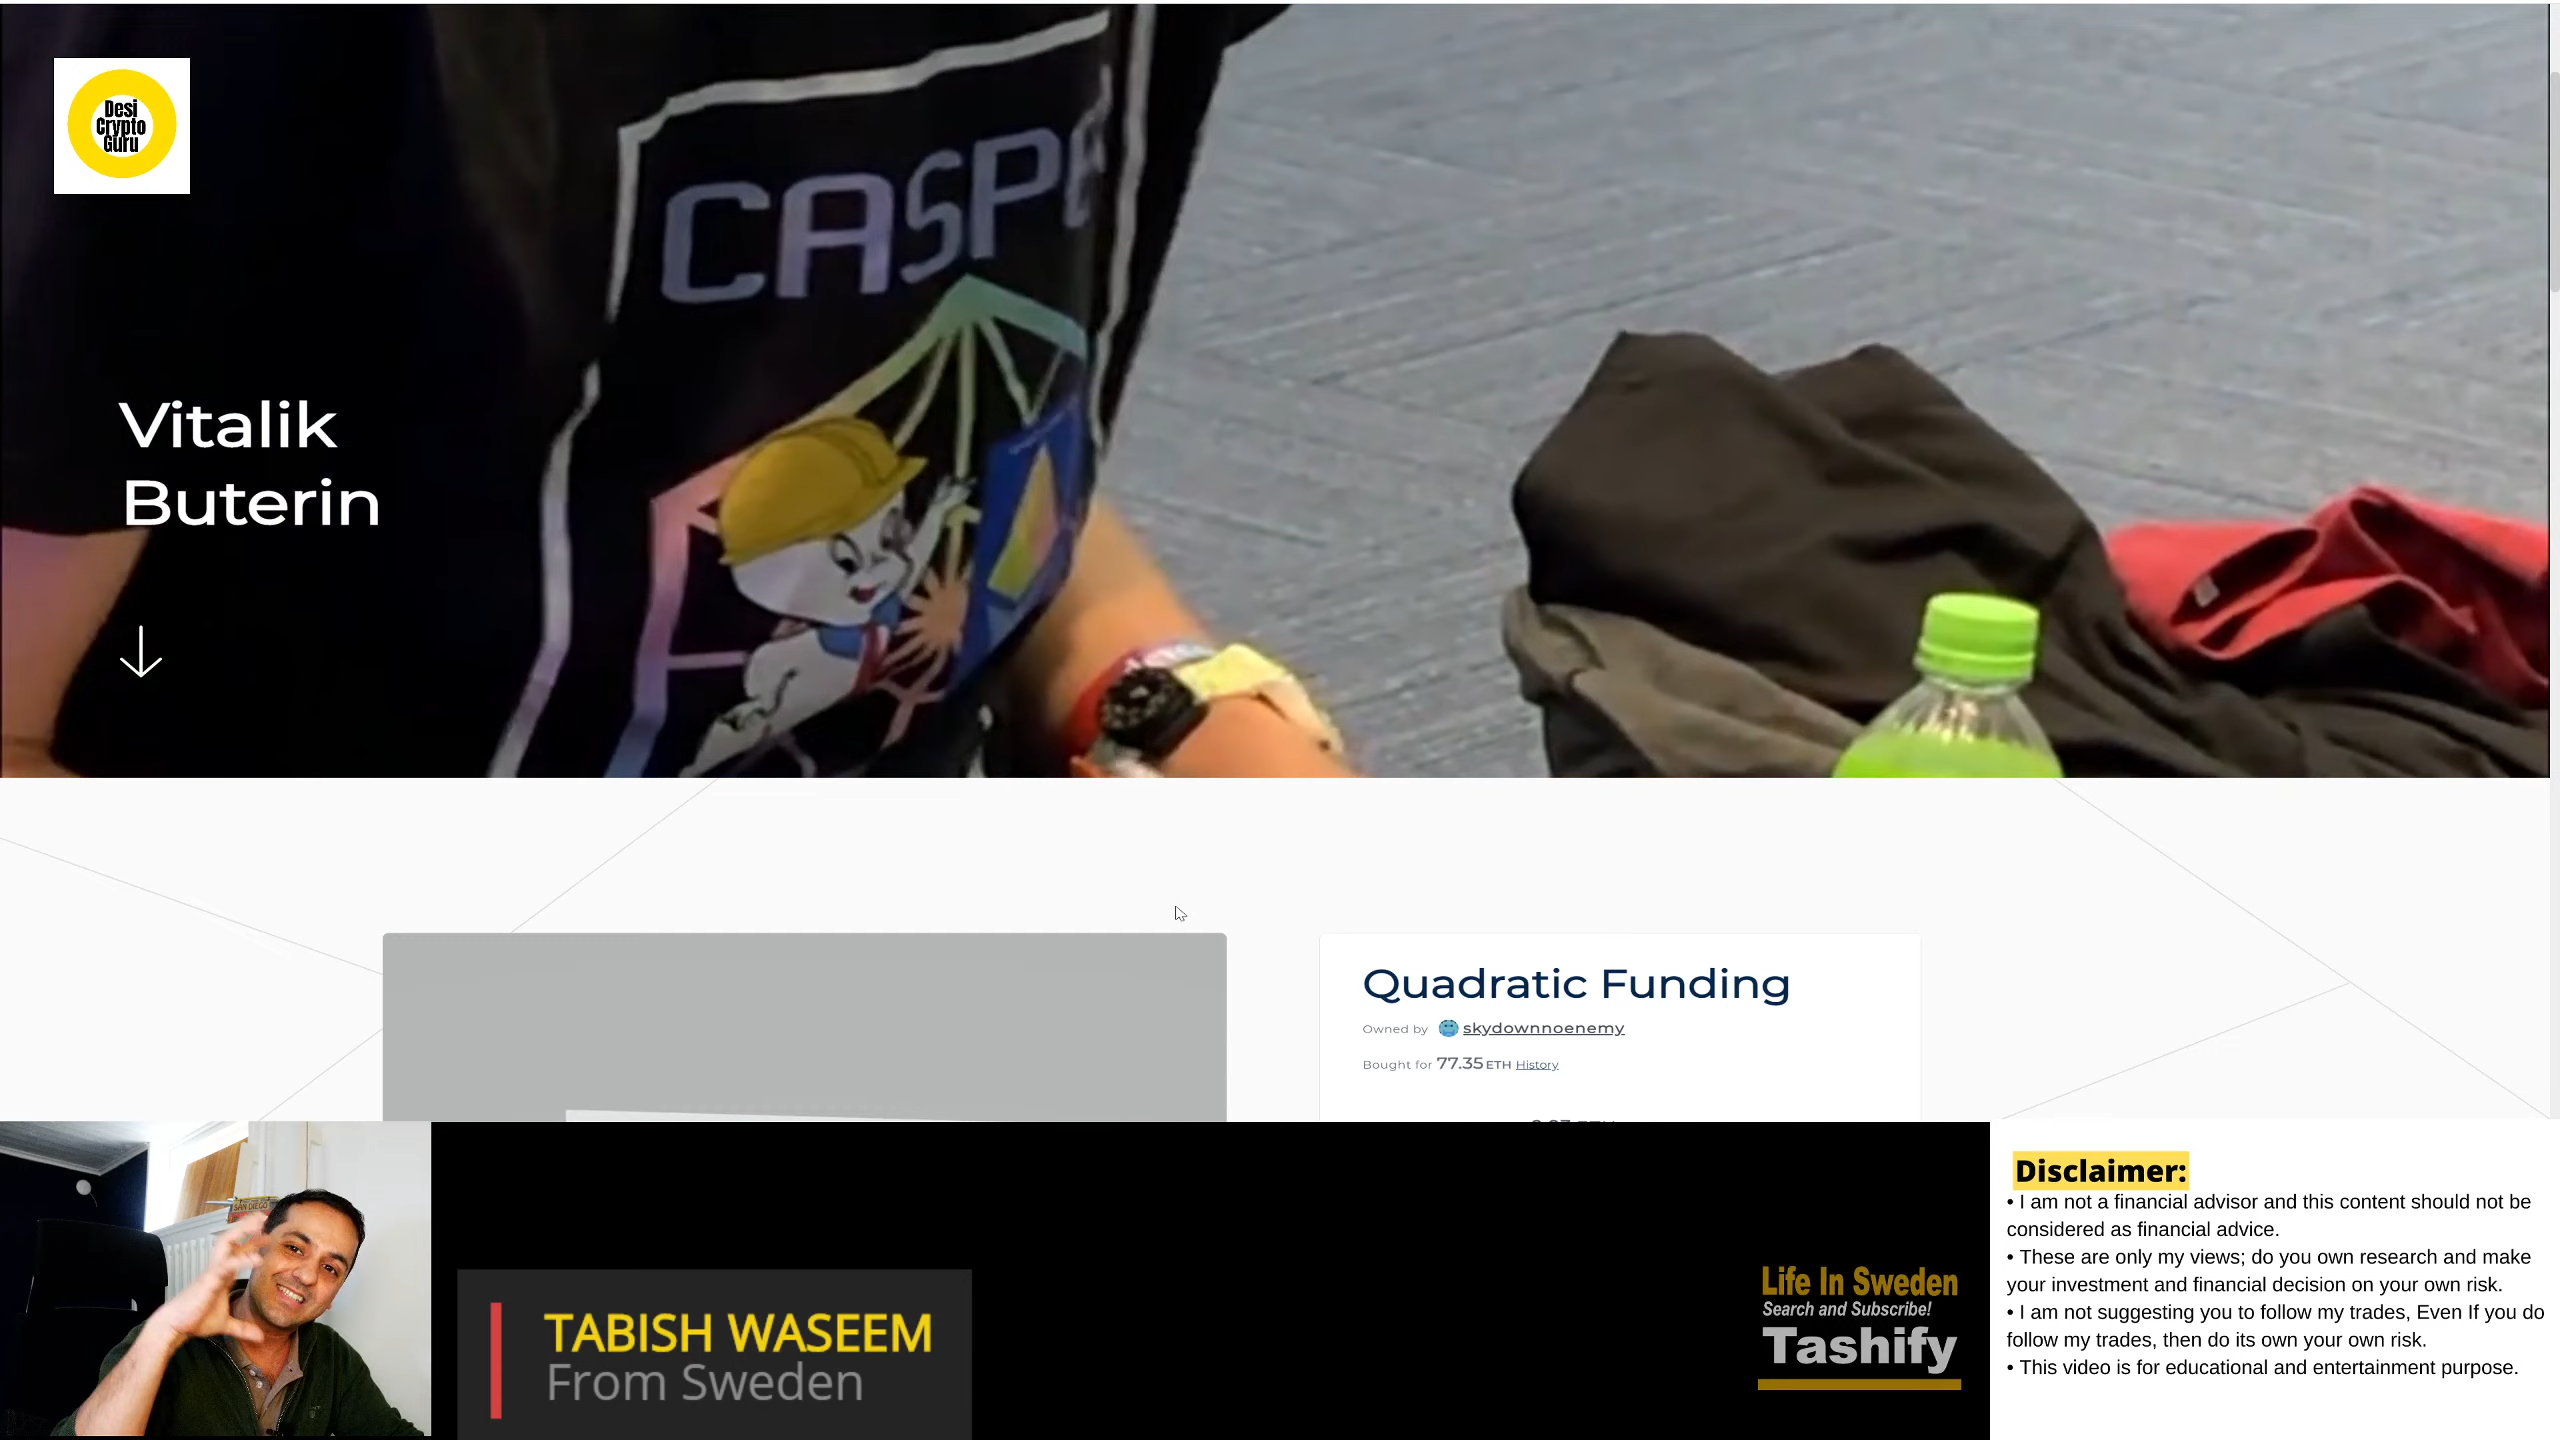 Desi
Crypto
Guru
CASP
Vitalik
Buterin
Quadratic Funding
Owned by skydownnoenemy
Bought for 77.35 ETH History
SAN DIEGO
TABISH WASEEM
From Sweden
Life In Sweden
Search and Subscribe!
Tashify
Disclaimer:
• I am not a financial advisor and this content should not be
considered as financial advice.
• These are only my views; do you own research and make
your investment and financial decision on your own risk.
• I am not suggesting you to follow my trades, Even If you do
follow my trades, then do its own your own risk.
• This video is for educational and entertainment purpose.